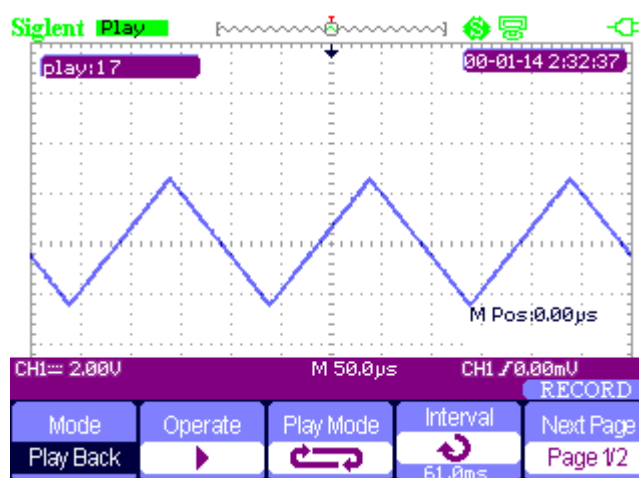 Siglent Play
play:17 00-01-14 2:32:37
M Pos:0.00µs
CH1 2.00V M 50.0µs CH1 0.00mV
RECORD
Mode Operate Play Mode Interval Next Page
Play Back 61.0ms Page 1/2